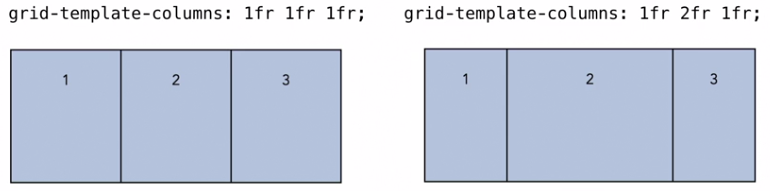 grid-template-columns: 1fr 1fr 1fr;
1 2 3
grid-template-columns: 1fr 2fr 1fr;
1 2 3